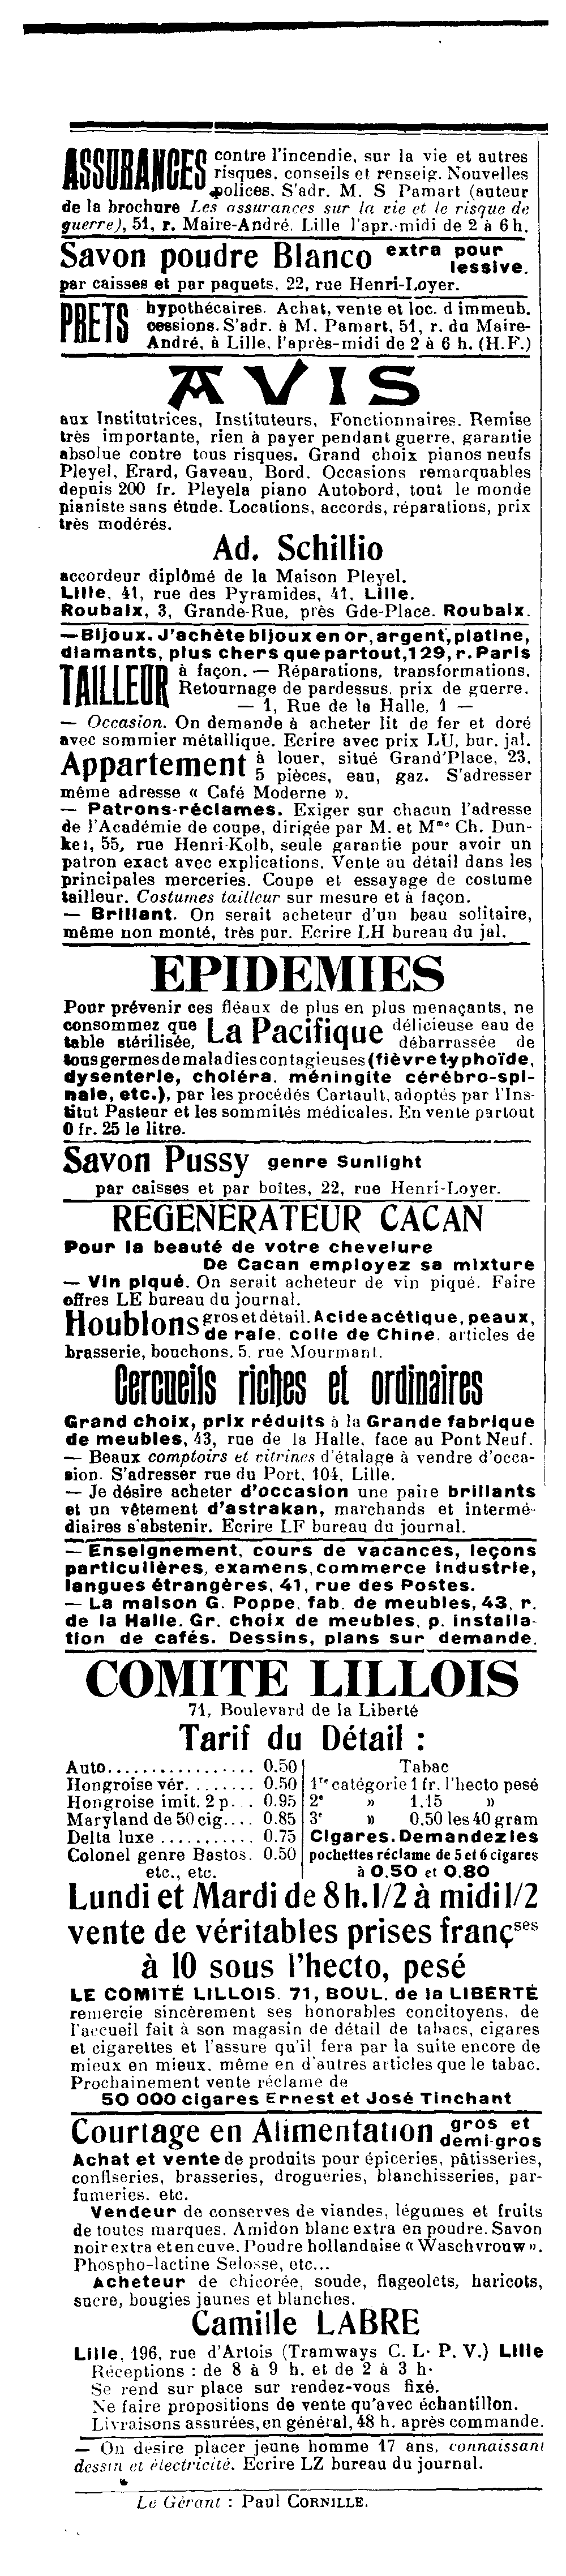 ASSURANCES contre l'incendie, sur la vie et autres
risques, conseils et renseig. Nouvelles
polices. S'adr. M. S Pamart (auteur
de la brochure Les assurances sur la vie et le risque de
guerre), 51, r. Maire-André. Lille l'apr.-midi de 2 à 6 h.
Savon poudre Blanco extra pour
lessive.
par caisses et par paquets, 22, rue Henri-Loyer.
PRETS hypothécaires. Achat, vente et loc. d immeub.
cessions. S'adr. à M. Pamart, 51, r. du Maire-
André, à Lille, l'après-midi de 2 à 6 h. (H.F.)
AVIS
aux Institutrices, Instituteurs, Fonctionnaires. Remise
très importante, rien à payer pendant guerre, garantie
absolue contre tous risques. Grand choix pianos neufs
Pleyel, Erard, Gaveau, Bord. Occasions remarquables
depuis 200 fr. Pleyela piano Autobord, tout le monde
pianiste sans étude. Locations, accords, réparations, prix
très modérés.
Ad. Schillio
accordeur diplômé de la Maison Pleyel.
Lille, 41, rue des Pyramides, 41, Lille.
Roubaix, 3, Grande-Rue, près Gde-Place. Roubaix.
— Bijoux. J'achète bijoux en or, argent, platine,
diamants, plus chers que partout, 129, r. Paris
TAILLEUR à façon. — Réparations, transformations.
Retournage de pardessus, prix de guerre.
— 1, Rue de la Halle, 1 —
— Occasion. On demande à acheter lit de fer et doré
avec sommier métallique. Ecrire avec prix LU, bur. jal.
Appartement à louer, situé Grand'Place, 23,
5 pièces, eau, gaz. S'adresser
même adresse « Café Moderne ».
— Patrons-réclames. Exiger sur chacun l'adresse
de l'Académie de coupe, dirigée par M. et Mme Ch. Dun-
kel, 55, rue Henri-Kolb, seule garantie pour avoir un
patron exact avec explications. Vente au détail dans les
principales merceries. Coupe et essayage de costume
tailleur. Costumes tailleur sur mesure et à façon.
— Brillant. On serait acheteur d'un beau solitaire,
même non monté, très pur. Ecrire LH bureau du jal.
EPIDEMIES
Pour prévenir ces fléaux de plus en plus menaçants, ne
consommez que La Pacifique délicieuse eau de
table stérilisée, débarrassée de
tous germes de maladies contagieuses (fièvre typhoïde,
dysenterie, choléra, méningite cérébro-spi-
nale, etc.), par les procédés Cartault, adoptés par l'Ins-
titut Pasteur et les sommités médicales. En vente partout
0 fr. 25 le litre.
Savon Pussy genre Sunlight
par caisses et par boîtes, 22, rue Henri-Loyer.
REGENERATEUR CACAN
Pour la beauté de votre chevelure
De Cacan employez sa mixture
— Vin piqué. On serait acheteur de vin piqué. Faire
offres LE bureau du journal.
Houblons gros et détail. Acide acétique, peaux,
de raie, colle de Chine, articles de
brasserie, bouchons. 5, rue Mourmant.
Cercueils riches et ordinaires
Grand choix, prix réduits à la Grande fabrique
de meubles, 43, rue de la Halle, face au Pont Neuf.
— Beaux comptoirs et vitrines d'étalage à vendre d'occa-
sion. S'adresser rue du Port, 104, Lille.
— Je désire acheter d'occasion une paire brillants
et un vêtement d'astrakan, marchands et intermé-
diaires s'abstenir. Ecrire LF bureau du journal.
— Enseignement, cours de vacances, leçons
particulières, examens, commerce industrie,
langues étrangères, 41, rue des Postes.
— La maison G. Poppe, fab. de meubles, 43, r.
de la Halle. Gr. choix de meubles, p. installa-
tion de cafés. Dessins, plans sur demande.
COMITE LILLOIS
71, Boulevard de la Liberté
Tarif du Détail :
Auto................. 0.50
Hongroise vér. ........ 0.50
Hongroise imit. 2 p... 0.95
Maryland de 50 cig.... 0.85
Delta luxe ........... 0.75
Colonel genre Bastos. 0.50
etc., etc.
Tabac
1re catégorie 1 fr. l'hecto pesé
2e » 1.15 »
3e » 0.50 les 40 gram
Cigares. Demandez les
pochettes réclame de 5 et 6 cigares
à 0.50 et 0.80
Lundi et Mardi de 8 h. 1/2 à midi 1/2
vente de véritables prises françses
à 10 sous l'hecto, pesé
LE COMITÉ LILLOIS, 71, BOUL. de la LIBERTÉ
remercie sincèrement ses honorables concitoyens, de
l'accueil fait à son magasin de détail de tabacs, cigares
et cigarettes et l'assure qu'il fera par la suite encore de
mieux en mieux, même en d'autres articles que le tabac.
Prochainement vente réclame de
50 000 cigares Ernest et José Tinchant
Courtage en Alimentation gros et
demi-gros
Achat et vente de produits pour épiceries, pâtisseries,
confiseries, brasseries, drogueries, blanchisseries, par-
fumeries, etc.
Vendeur de conserves de viandes, légumes et fruits
de toutes marques. Amidon blanc extra en poudre. Savon
noir extra et en cuve. Poudre hollandaise « Waschvrouw ».
Phospho-lactine Selosse, etc...
Acheteur de chicorée, soude, flageolets, haricots,
sucre, bougies jaunes et blanches.
Camille LABRE
Lille, 196, rue d'Artois (Tramways C. L. P. V.) Lille
Réceptions : de 8 à 9 h. et de 2 à 3 h.
Se rend sur place sur rendez-vous fixé.
Ne faire propositions de vente qu'avec échantillon.
Livraisons assurées, en général, 48 h. après commande.
— On désire placer jeune homme 17 ans, connaissant
dessin et électricité. Ecrire LZ bureau du journal.
Le Gérant : Paul CORNILLE.